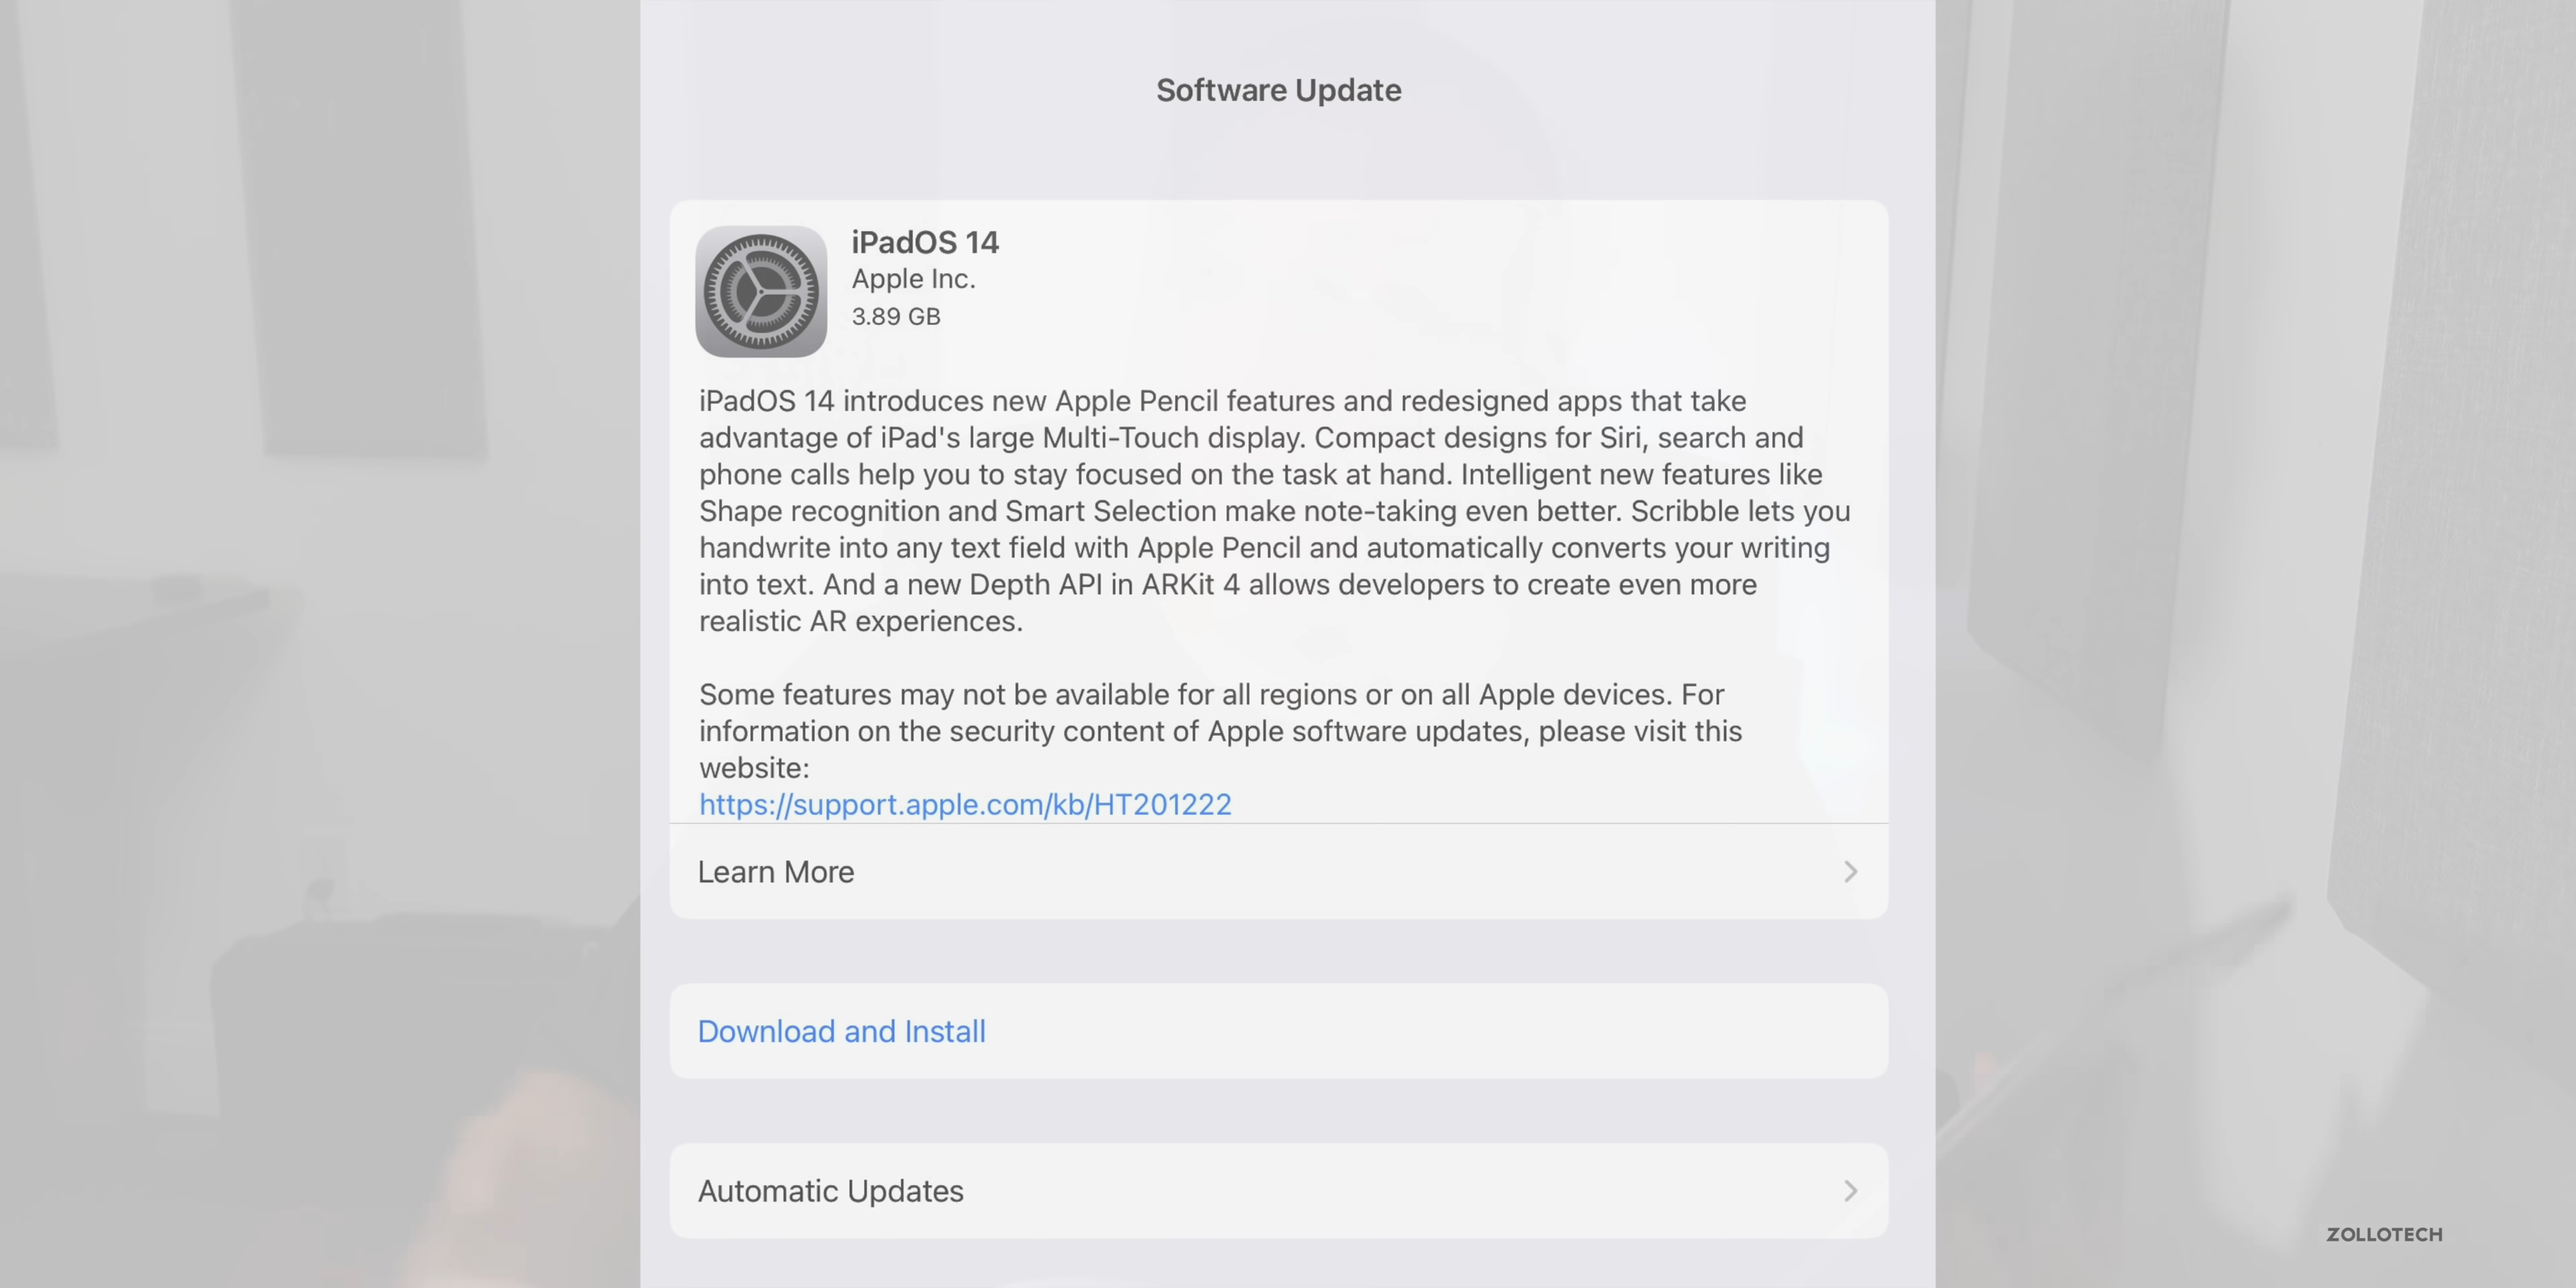 Software Update
iPadOS 14
Apple Inc.
3.89 GB
iPadOS 14 introduces new Apple Pencil features and redesigned apps that take
advantage of iPad's large Multi-Touch display. Compact designs for Siri, search and
phone calls help you to stay focused on the task at hand. Intelligent new features like
Shape recognition and Smart Selection make note-taking even better. Scribble lets you
handwrite into any text field with Apple Pencil and automatically converts your writing
into text. And a new Depth API in ARKit 4 allows developers to create even more
realistic AR experiences.
Some features may not be available for all regions or on all Apple devices. For
information on the security content of Apple software updates, please visit this
website:
https://support.apple.com/kb/HT201222
Learn More
Download and Install
Automatic Updates
ZOLLOTECH